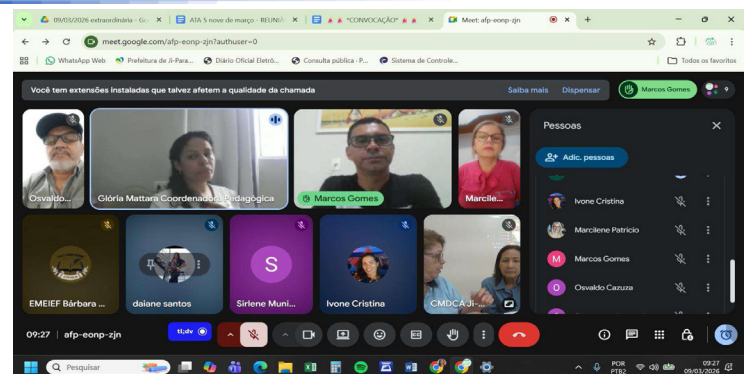 09/03/2026 extraordinária - Go
ATA 5 nove de março - REUNIÃ
*CONVOCAÇÃO*
Meet: afp-eonp-zjn
meet.google.com/afp-eonp-zjn?authuser=0
WhatsApp Web
Prefeitura de Ji-Para...
Diário Oficial Eletrô...
Consulta pública - P...
Sistema de Controle...
Todos os favoritos
Você tem extensões instaladas que talvez afetem a qualidade da chamada
Saiba mais
Dispensar
Marcos Gomes
9
Osvaldo...
Glória Mattara Coordenadora Pedagógica
Marcos Gomes
Marcile...
EMEIEF Bárbara ...
daiane santos
S
Sirlene Muni...
Ivone Cristina
CMDCA Ji-...
Pessoas
Adic. pessoas
Ivone Cristina
Marcilene Patrício
M
Marcos Gomes
O
Osvaldo Cazuza
09:27 | afp-eonp-zjn
tl;dv
Pesquisar
POR
PTB2
09:27
09/03/2026